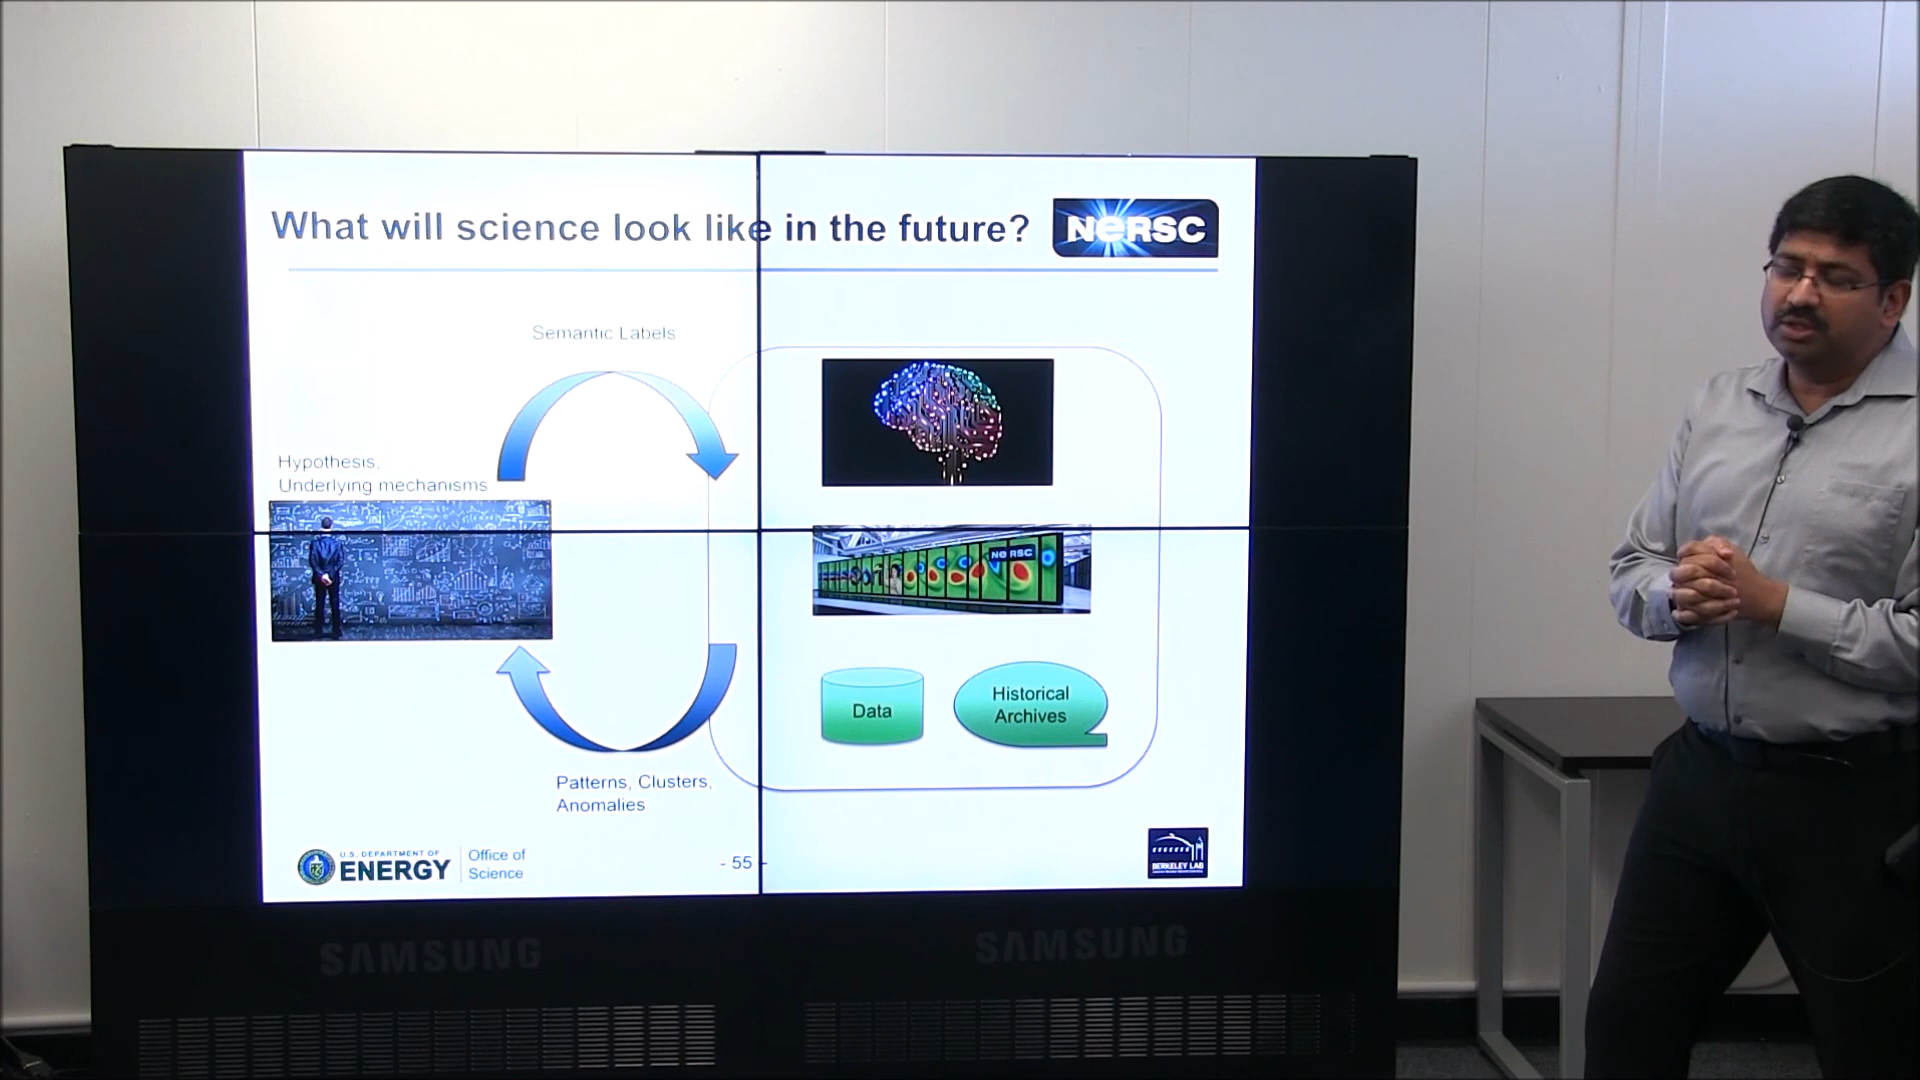 What will science look like in the future?
NERSC
Semantic Labels
Hypothesis,
Underlying mechanisms
NERSC
Data
Historical
Archives
Patterns, Clusters,
Anomalies
U.S. DEPARTMENT OF
ENERGY
Office of
Science
- 55 -
BERKELEY LAB
SAMSUNG
SAMSUNG